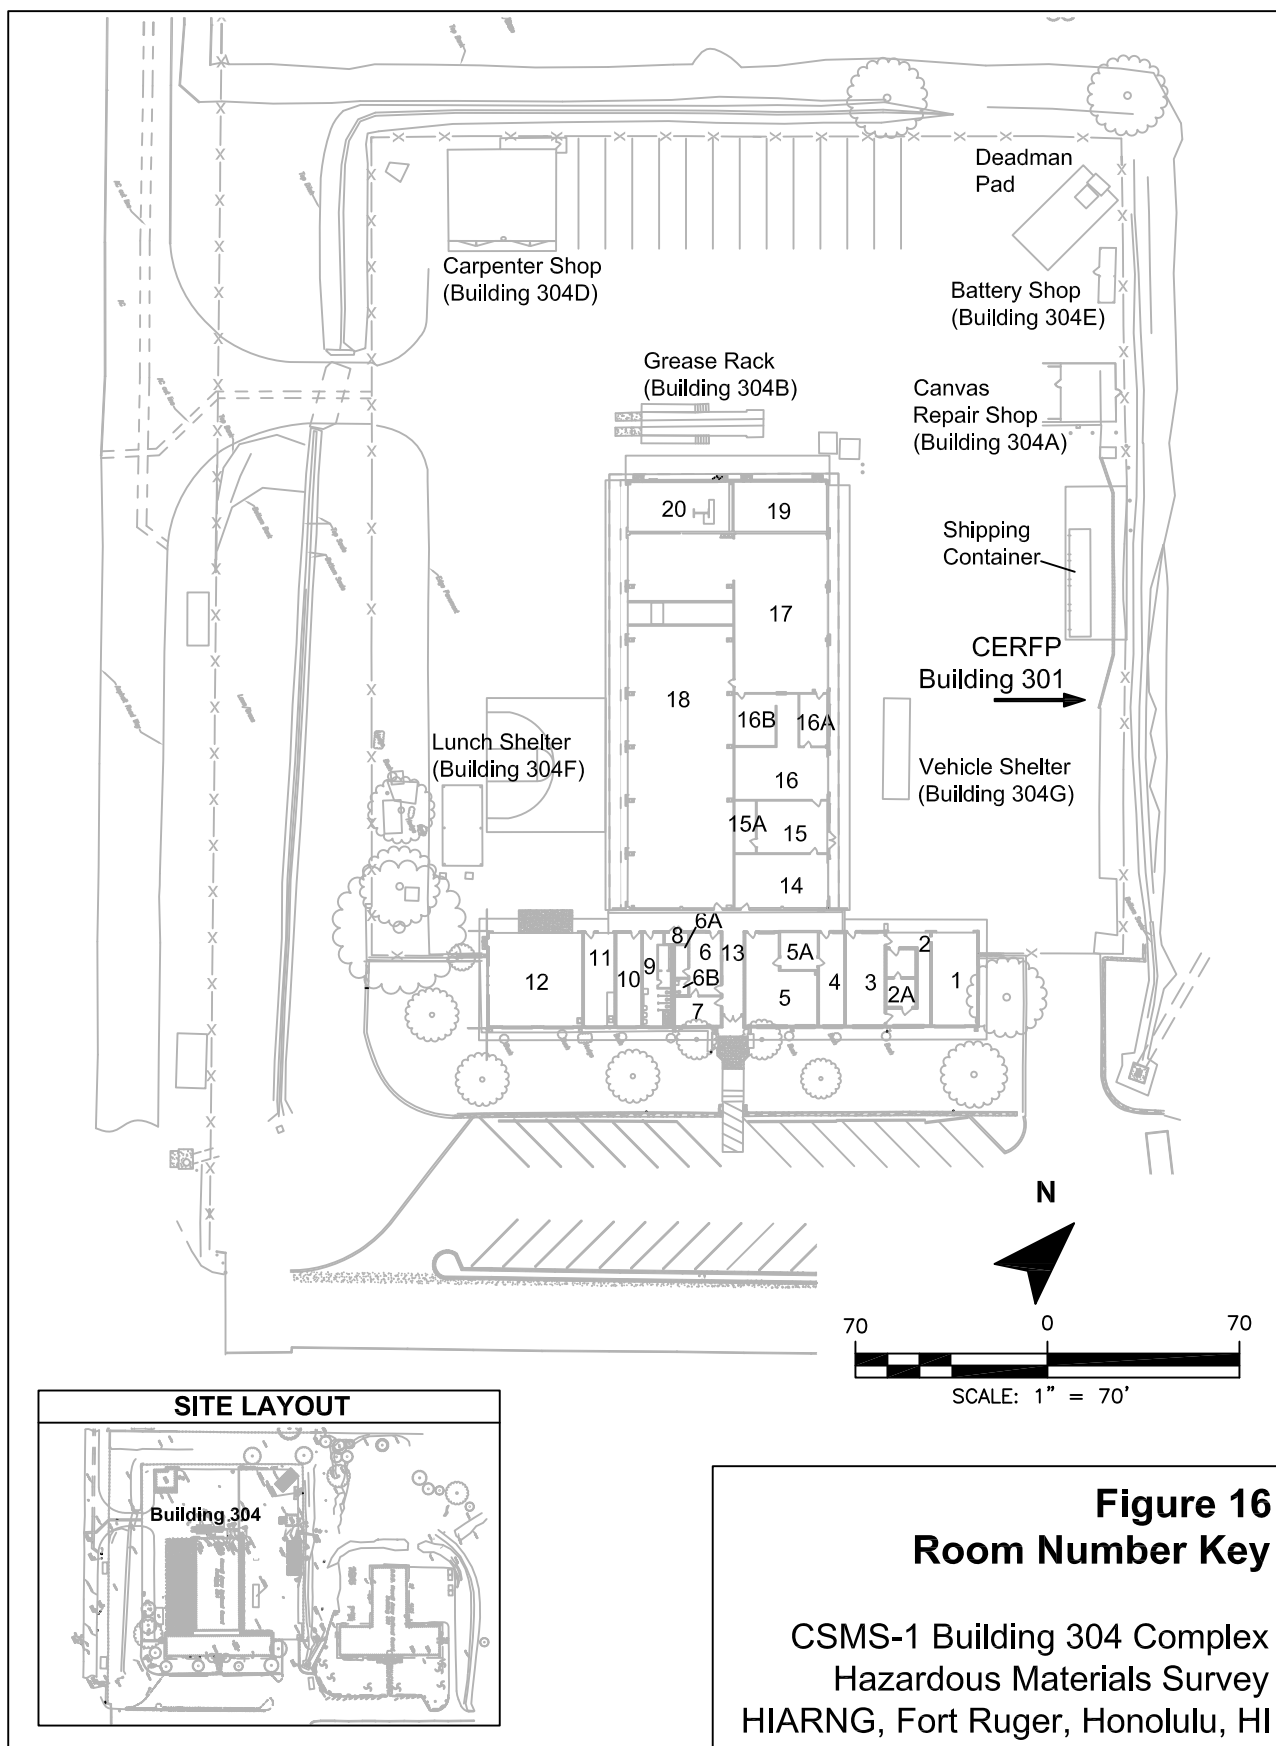 Deadman
Pad
Carpenter Shop
(Building 304D)
Battery Shop
(Building 304E)
Grease Rack
(Building 304B)
Canvas
Repair Shop
(Building 304A)
20
19
Shipping
Container
17
CERFP
Building 301
18
16B
16A
Lunch Shelter
(Building 304F)
16
Vehicle Shelter
(Building 304G)
15A
15
14
6A
8
6
13
5A
2
11
9
10
6B
12
5
4
3
2A
1
7
N
70
0
70
SCALE: 1" = 70'
SITE LAYOUT
Building 304
Figure 16
Room Number Key
CSMS-1 Building 304 Complex
Hazardous Materials Survey
HIARNG, Fort Ruger, Honolulu, HI